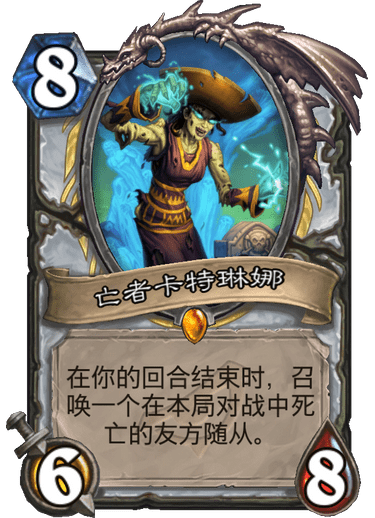 8
亡者卡特琳娜
在你的回合结束时，召
唤一个在本局对战中死
亡的友方随从。
6
8